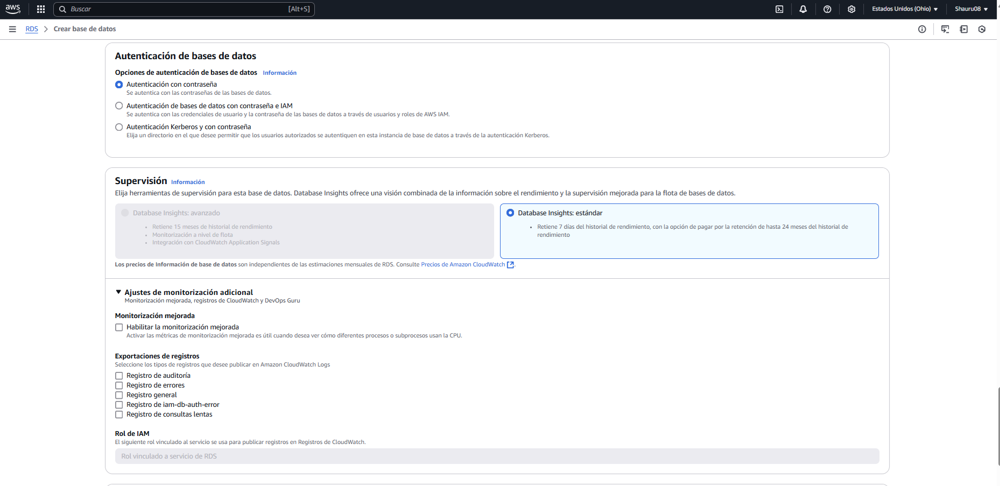 aws
Buscar
[Alt+S]
Estados Unidos (Ohio)
Shauru08
RDS
Crear base de datos
Autenticación de bases de datos
Opciones de autenticación de bases de datos Información
Autenticación con contraseña
Se autentica con las contraseñas de las bases de datos.
Autenticación de bases de datos con contraseña e IAM
Se autentica con las credenciales de usuario y la contraseña de las bases de datos a través de usuarios y roles de AWS IAM.
Autenticación Kerberos y con contraseña
Elija un directorio en el que desee permitir que los usuarios autorizados se autentiquen en esta instancia de base de datos a través de la autenticación Kerberos.
Supervisión Información
Elija herramientas de supervisión para esta base de datos. Database Insights ofrece una visión combinada de la información sobre el rendimiento y la supervisión mejorada para la flota de bases de datos.
Database Insights: avanzado
• Retiene 15 meses de historial de rendimiento
• Monitorización a nivel de flota
• Integración con CloudWatch Application Signals
Database Insights: estándar
• Retiene 7 días del historial de rendimiento, con la opción de pagar por la retención de hasta 24 meses del historial de
rendimiento
Los precios de Información de base de datos son independientes de las estimaciones mensuales de RDS. Consulte Precios de Amazon CloudWatch.
Ajustes de monitorización adicional
Monitorización mejorada, registros de CloudWatch y DevOps Guru
Monitorización mejorada
Habilitar la monitorización mejorada
Activar las métricas de monitorización mejorada es útil cuando desea ver cómo diferentes procesos o subprocesos usan la CPU.
Exportaciones de registros
Seleccione los tipos de registros que desee publicar en Amazon CloudWatch Logs
Registro de auditoría
Registro de errores
Registro general
Registro de iam-db-auth-error
Registro de consultas lentas
Rol de IAM
El siguiente rol vinculado al servicio se usa para publicar registros en Registros de CloudWatch.
Rol vinculado a servicio de RDS